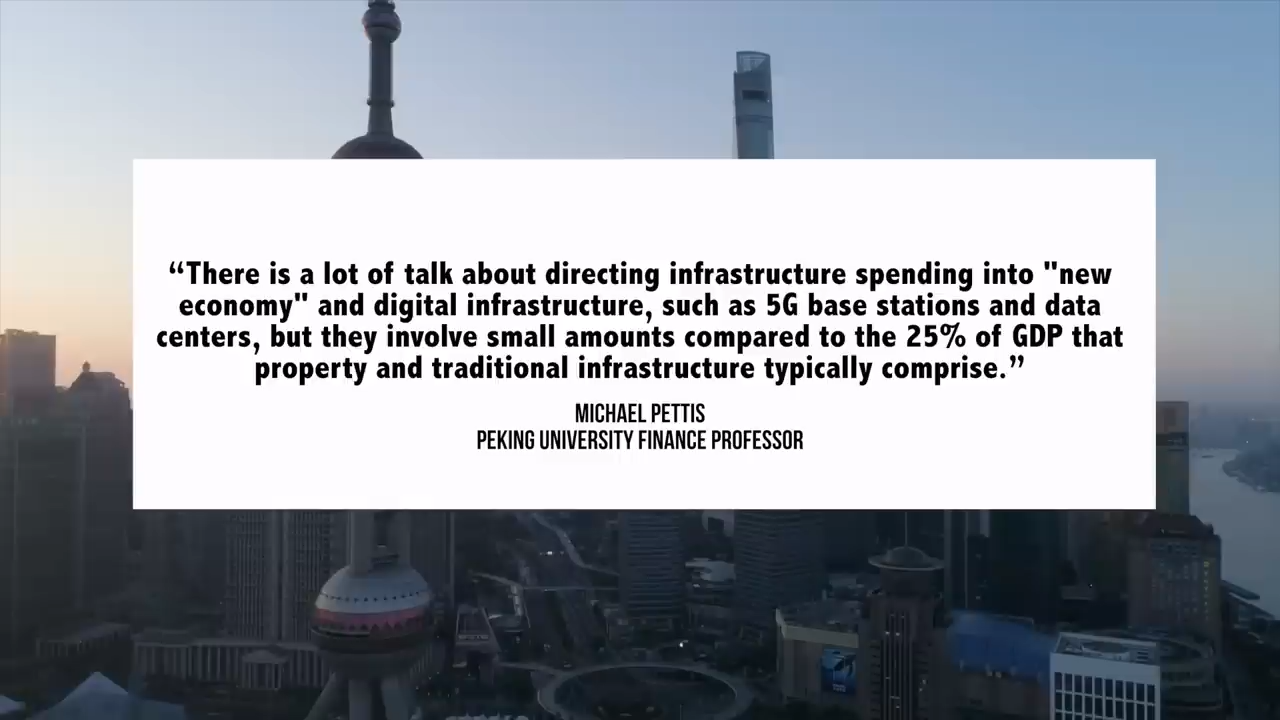 “There is a lot of talk about directing infrastructure spending into "new
economy" and digital infrastructure, such as 5G base stations and data
centers, but they involve small amounts compared to the 25% of GDP that
property and traditional infrastructure typically comprise.”
MICHAEL PETTIS
PEKING UNIVERSITY FINANCE PROFESSOR